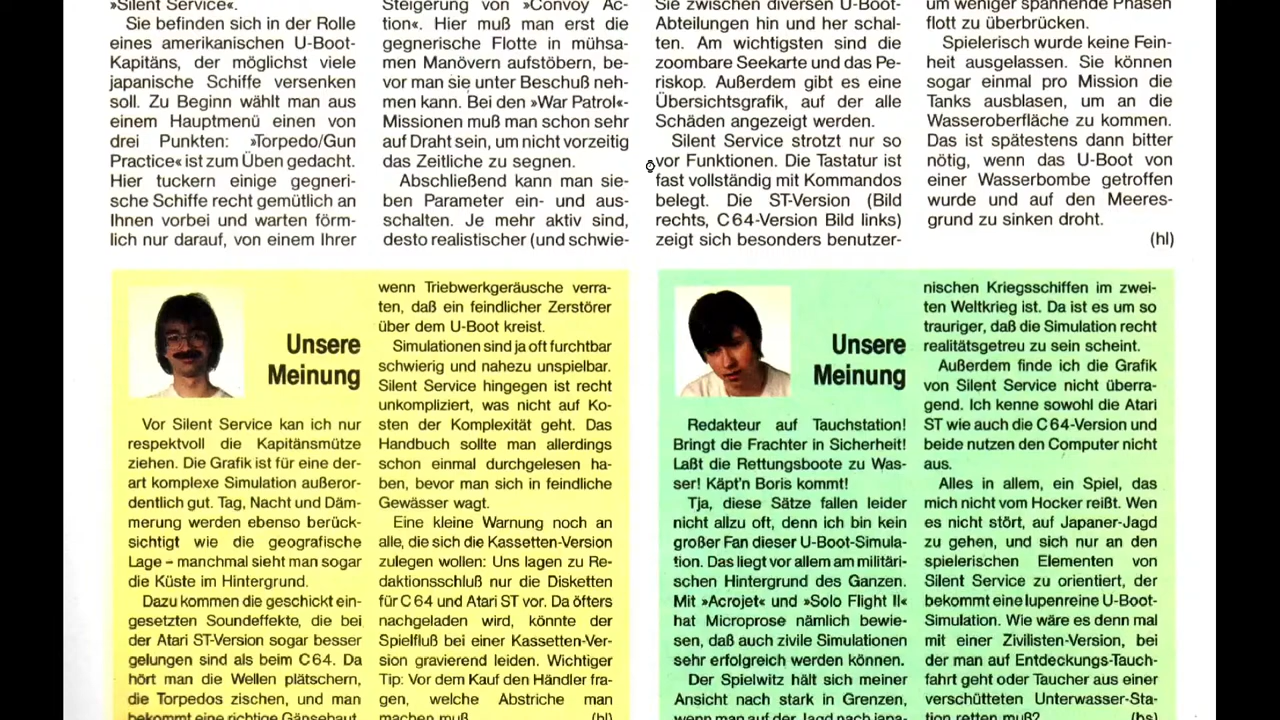 »Silent Service«.
Sie befinden sich in der Rolle
eines amerikanischen U-Boot-
Kapitäns, der möglichst viele
japanische Schiffe versenken
soll. Zu Beginn wählt man aus
einem Hauptmenü einen von
drei Punkten: »Torpedo/Gun
Practice« ist zum Üben gedacht.
Hier tuckern einige gegneri-
sche Schiffe recht gemütlich an
Ihnen vorbei und warten förm-
lich nur darauf, von einem Ihrer
Steigerung von »Convoy Ac-
tion«. Hier muß man erst die
gegnerische Flotte in mühsa-
men Manövern aufstöbern, be-
vor man sie unter Beschuß neh-
men kann. Bei den »War Patrol«-
Missionen muß man schon sehr
auf Draht sein, um nicht vorzeitig
das Zeitliche zu segnen.
Abschließend kann man sie-
ben Parameter ein- und aus-
schalten. Je mehr aktiv sind,
desto realistischer (und schwie-
Sie zwischen diversen U-Boot-
Abteilungen hin und her schal-
ten. Am wichtigsten sind die
zoombare Seekarte und das Pe-
riskop. Außerdem gibt es eine
Übersichtsgrafik, auf der alle
Schäden angezeigt werden.
Silent Service strotzt nur so
vor Funktionen. Die Tastatur ist
fast vollständig mit Kommandos
belegt. Die ST-Version (Bild
rechts, C 64-Version Bild links)
zeigt sich besonders benutzer-
um weniger spannende Phasen
flott zu überbrücken.
Spielerisch wurde keine Fein-
heit ausgelassen. Sie können
sogar einmal pro Mission die
Tanks ausblasen, um an die
Wasseroberfläche zu kommen.
Das ist spätestens dann bitter
nötig, wenn das U-Boot von
einer Wasserbombe getroffen
wurde und auf den Meeres-
grund zu sinken droht.
(hl)
Unsere
Meinung
Vor Silent Service kann ich nur
respektvoll die Kapitänsmütze
ziehen. Die Grafik ist für eine der-
art komplexe Simulation außeror-
dentlich gut. Tag, Nacht und Däm-
merung werden ebenso berück-
sichtigt wie die geografische
Lage – manchmal sieht man sogar
die Küste im Hintergrund.
Dazu kommen die geschickt ein-
gesetzten Soundeffekte, die bei
der Atari ST-Version sogar besser
gelungen sind als beim C 64. Da
hört man die Wellen plätschern,
die Torpedos zischen, und man
bekommt eine richtige Gänsehaut,
wenn Triebwerkgeräusche verra-
ten, daß ein feindlicher Zerstörer
über dem U-Boot kreist.
Simulationen sind ja oft furchtbar
schwierig und nahezu unspielbar.
Silent Service hingegen ist recht
unkompliziert, was nicht auf Ko-
sten der Komplexität geht. Das
Handbuch sollte man allerdings
schon einmal durchgelesen ha-
ben, bevor man sich in feindliche
Gewässer wagt.
Eine kleine Warnung noch an
alle, die sich die Kassetten-Version
zulegen wollen: Uns lagen zu Re-
daktionsschluß nur die Disketten
für C 64 und Atari ST vor. Da öfters
nachgeladen wird, könnte der
Spielfluß bei einer Kassetten-Ver-
sion gravierend leiden. Wichtiger
Tip: Vor dem Kauf den Händler fra-
gen, welche Abstriche man
machen muß. (hl)
Unsere
Meinung
Redakteur auf Tauchstation!
Bringt die Frachter in Sicherheit!
Laßt die Rettungsboote zu Was-
ser! Käpt'n Boris kommt!
Tja, diese Sätze fallen leider
nicht allzu oft, denn ich bin kein
großer Fan dieser U-Boot-Simula-
tion. Das liegt vor allem am militäri-
schen Hintergrund des Ganzen.
Mit »Acrojet« und »Solo Flight II«
hat Microprose nämlich bewie-
sen, daß auch zivile Simulationen
sehr erfolgreich werden können.
Der Spielwitz hält sich meiner
Ansicht nach stark in Grenzen,
wenn man auf der Jagd nach japa-
nischen Kriegsschiffen im zwei-
ten Weltkrieg ist. Da ist es um so
trauriger, daß die Simulation recht
realitätsgetreu zu sein scheint.
Außerdem finde ich die Grafik
von Silent Service nicht überra-
gend. Ich kenne sowohl die Atari
ST wie auch die C 64-Version und
beide nutzen den Computer nicht
aus.
Alles in allem, ein Spiel, das
mich nicht vom Hocker reißt. Wen
es nicht stört, auf Japaner-Jagd
zu gehen, und sich nur an den
spielerischen Elementen von
Silent Service zu orientiert, der
bekommt eine lupenreine U-Boot-
Simulation. Wie wäre es denn mal
mit einer Zivilisten-Version, bei
der man auf Entdeckungs-Tauch-
fahrt geht oder Taucher aus einer
verschütteten Unterwasser-Sta-
tion retten muß? (bs)